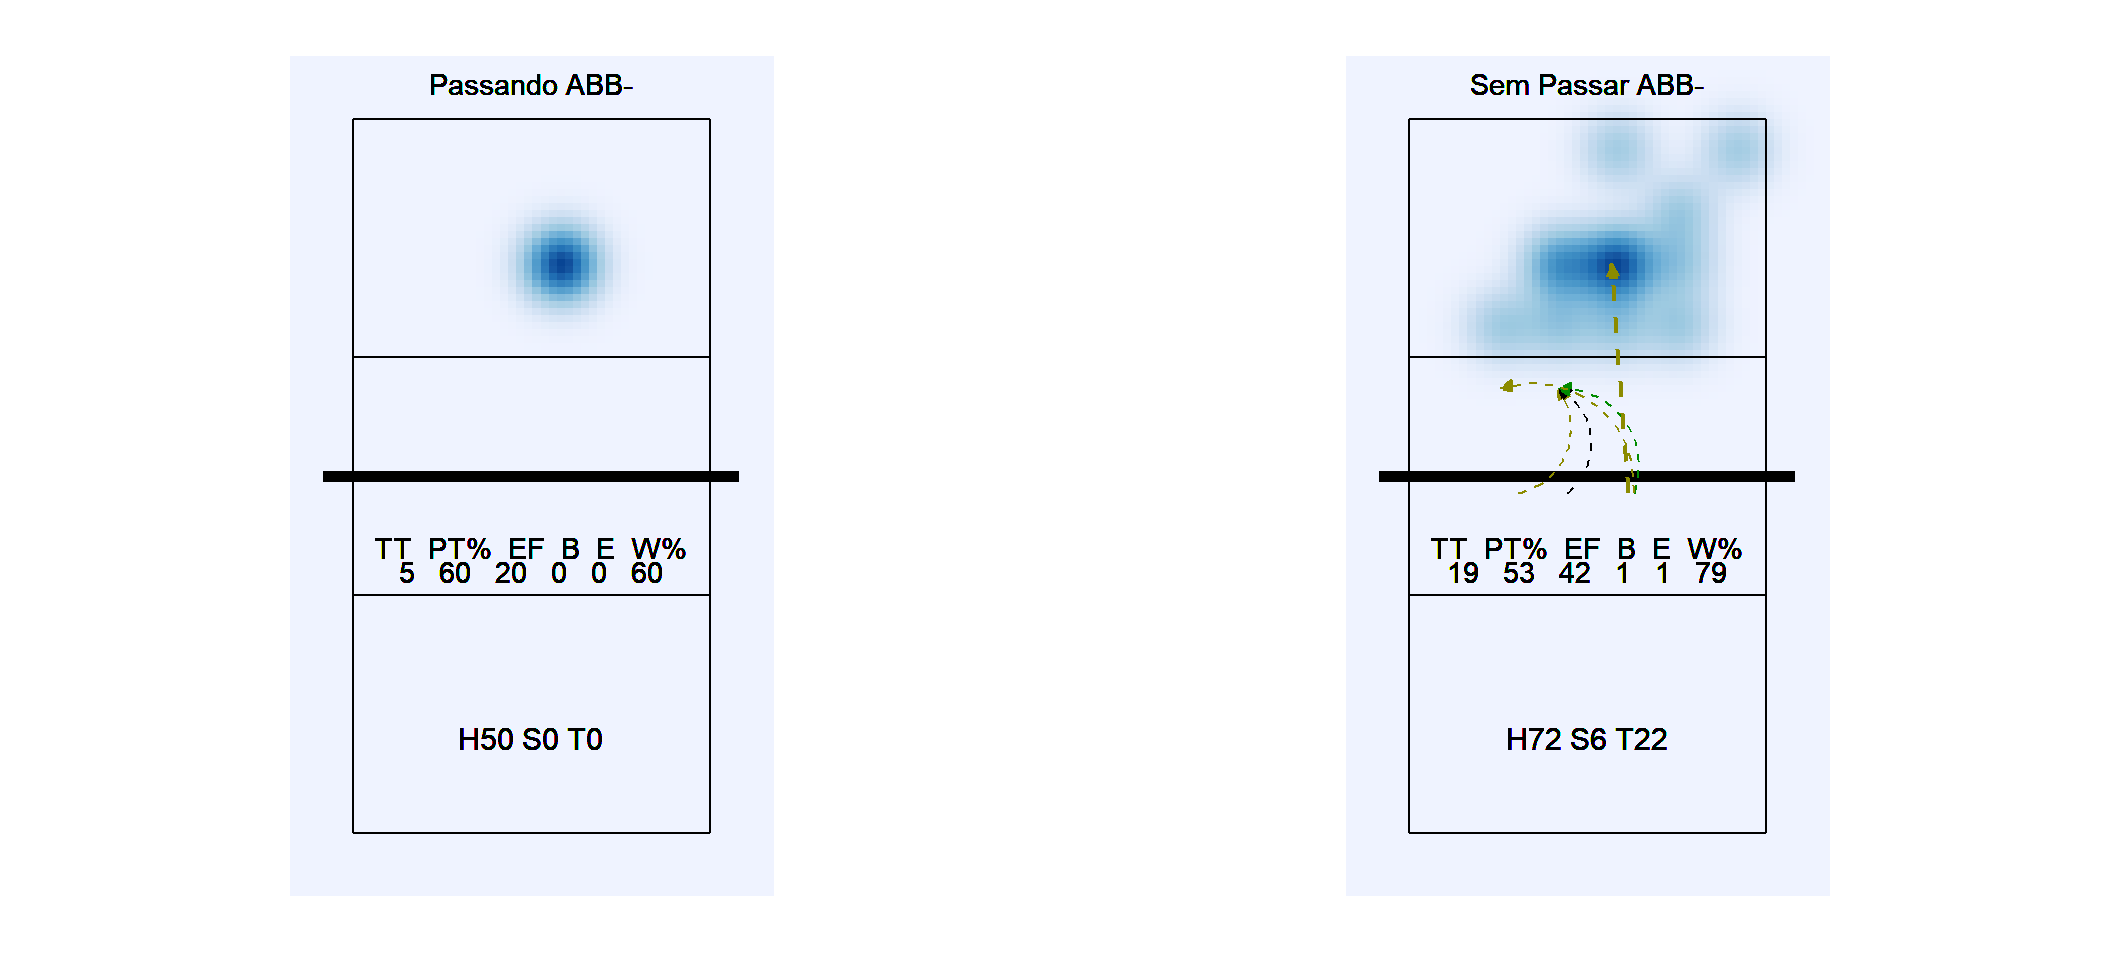 Passando ABB-
TT PT% EF B E W%
5 60 20 0 0 60
H50 S0 T0
Sem Passar ABB-
TT PT% EF B E W%
19 53 42 1 1 79
H72 S6 T22